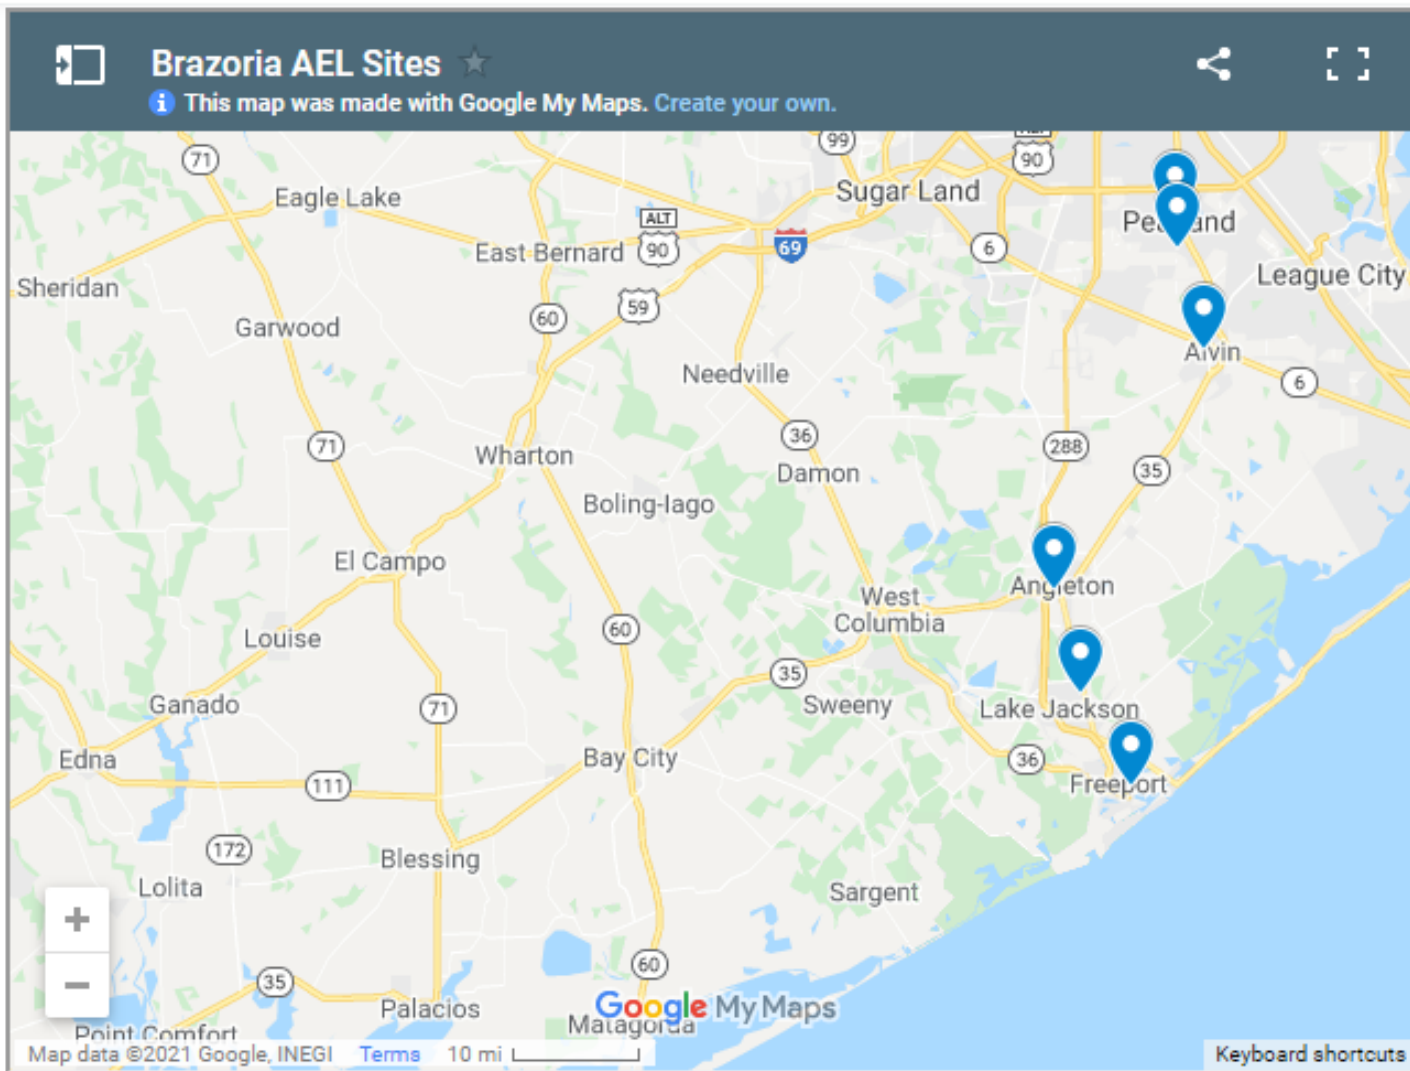 Brazoria AEL Sites
This map was made with Google My Maps. Create your own.
71
99
90
Eagle Lake
Sugar Land
ALT
90
East Bernard
69
6
Pearland
League City
Sheridan
59
60
Garwood
Alvin
6
Needville
36
288
35
71
Wharton
Damon
Boling-Iago
El Campo
Angleton
West
Columbia
60
Louise
35
Ganado
71
Sweeny
Lake Jackson
Edna
Bay City
36
111
Freeport
172
Blessing
Lolita
Sargent
+
60
−
35
Palacios
Google My Maps
Matagorda
Point Comfort
Map data ©2021 Google, INEGI Terms 10 mi
Keyboard shortcuts